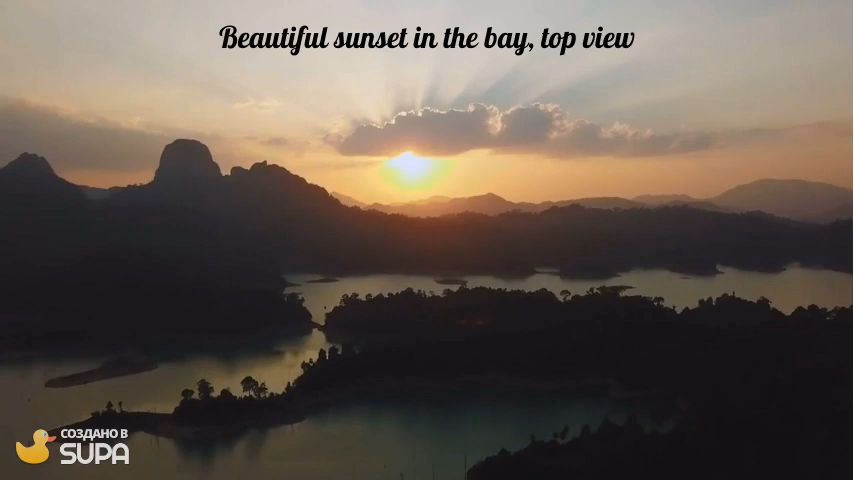 Beautiful sunset in the bay, top view
СОЗДАНО В
SUPA